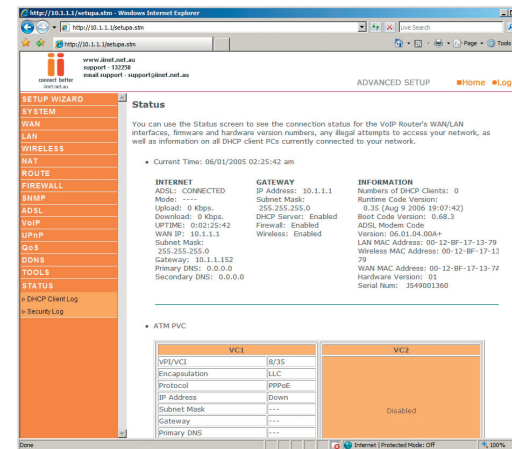 http://10.1.1.1/setupa.stm - Windows Internet Explorer
http://10.1.1.1/setupa.stm
Live Search
http://10.1.1.1/setupa.stm
Page
Tools
connect better
iinet.net.au
www.iinet.net.au
support - 132258
email support - support@iinet.net.au
ADVANCED SETUP
Home
Log
SETUP WIZARD
SYSTEM
WAN
LAN
WIRELESS
NAT
ROUTE
FIREWALL
SNMP
ADSL
VoIP
UPnP
QoS
DDNS
TOOLS
STATUS
» DHCP Client Log
» Security Log
Status
You can use the Status screen to see the connection status for the VoIP Router's WAN/LAN
interfaces, firmware and hardware version numbers, any illegal attempts to access your network, as
well as information on all DHCP client PCs currently connected to your network.
• Current Time: 06/01/2005 02:25:42 am
INTERNET
ADSL: CONNECTED
Mode: ----
Upload: 0 Kbps.
Download: 0 Kbps.
UPTIME: 0:02:25:42
WAN IP: 10.1.1.1
Subnet Mask:
255.255.255.0
Gateway: 10.1.1.152
Primary DNS: 0.0.0.0
Secondary DNS: 0.0.0.0
GATEWAY
IP Address: 10.1.1.1
Subnet Mask:
255.255.255.0
DHCP Server: Enabled
Firewall: Enabled
Wireless: Enabled
INFORMATION
Numbers of DHCP Clients: 0
Runtime Code Version:
0.35 (Aug 9 2006 19:07:42)
Boot Code Version: 0.68.3
ADSL Modem Code
Version: 06.01.04.00A+
LAN MAC Address: 00-12-BF-17-13-79
Wireless MAC Address: 00-12-BF-17-13
79
WAN MAC Address: 00-12-BF-17-13-7A
Hardware Version: 01
Serial Num: J549001360
• ATM PVC
VC1
VPI/VCI 8/35
Encapsulation LLC
Protocol PPPoE
IP Address Down
Subnet Mask ---
Gateway ---
Primary DNS ---
VC2
Disabled
Done
Internet | Protected Mode: Off
100%